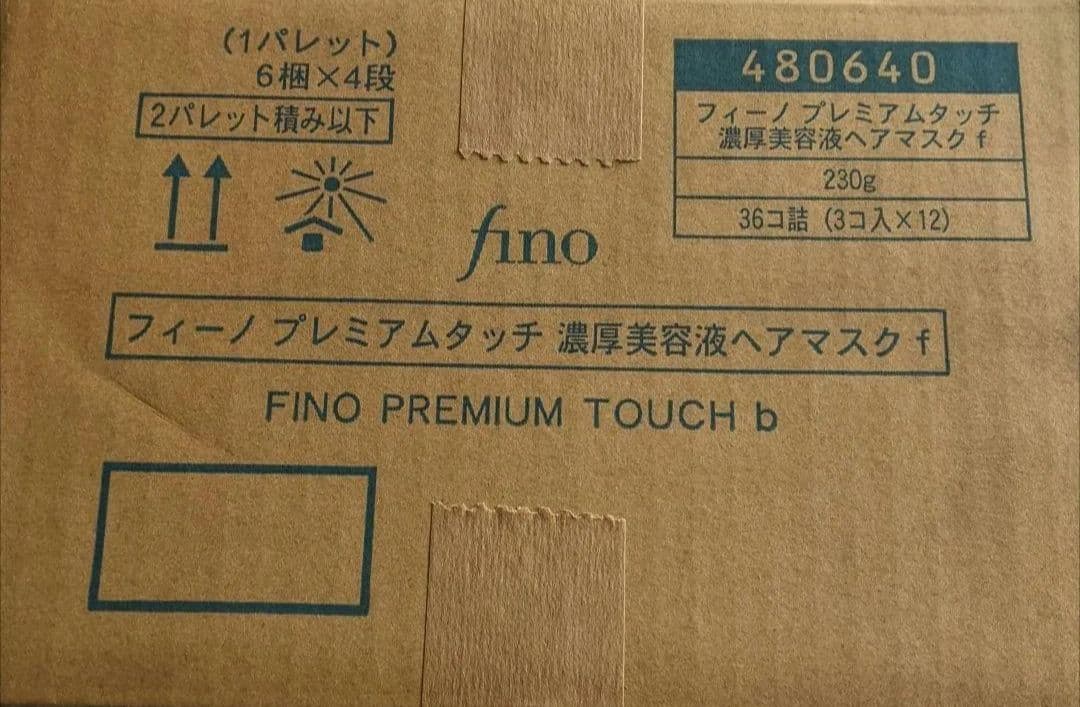 (1パレット)
6梱×4段
2パレット積み以下
480640
フィーノ プレミアムタッチ
濃厚美容液ヘアマスク f
230g
36コ詰 (3コ入×12)
fino
フィーノ プレミアムタッチ 濃厚美容液ヘアマスク f
FINO PREMIUM TOUCH b